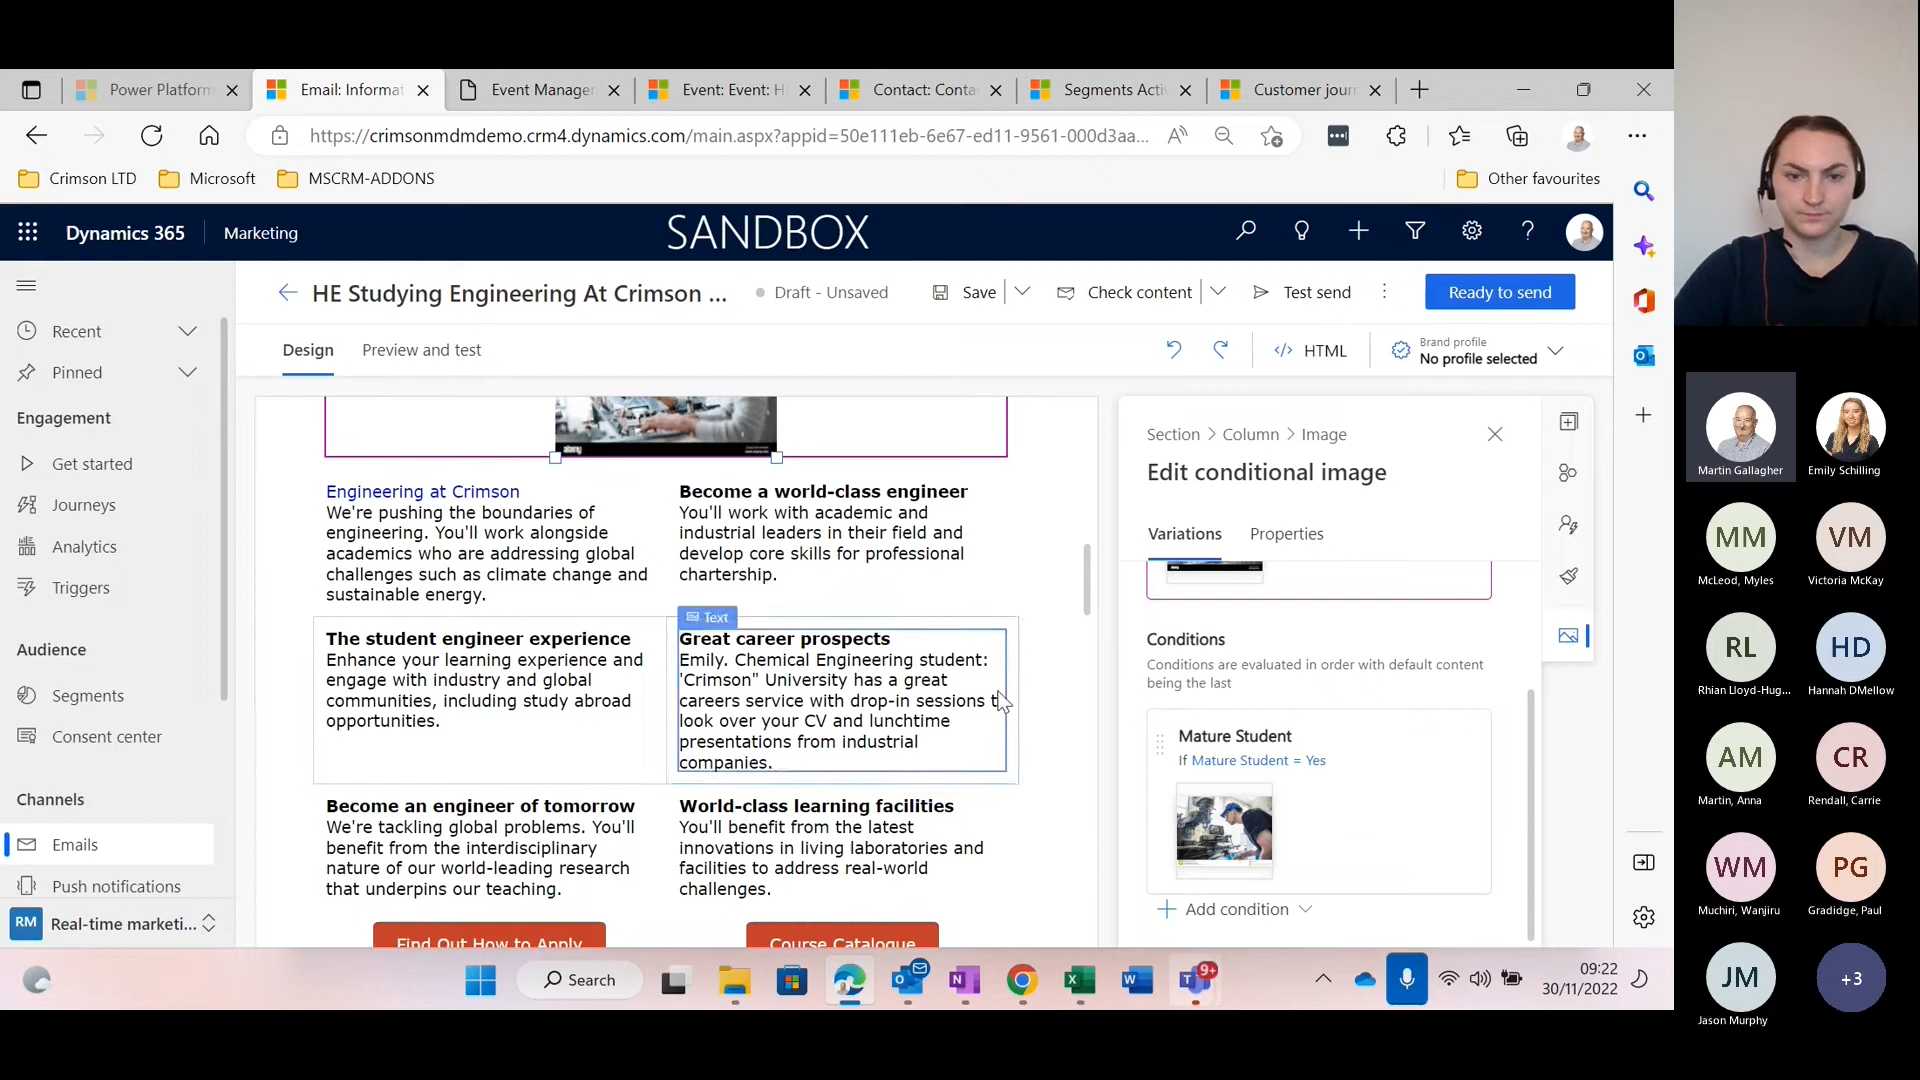 Power Platform
Email: Informat
Event Manage
Event: Event: H
Contact: Conta
Segments Activ
Customer jour
https://crimsonmdmdemo.crm4.dynamics.com/main.aspx?appid=50e111eb-6e67-ed11-9561-000d3aa...
Crimson LTD
Microsoft
MSCRM-ADDONS
Other favourites
Dynamics 365
Marketing
SANDBOX
HE Studying Engineering At Crimson ...
Draft - Unsaved
Save
Check content
Test send
Ready to send
Design
Preview and test
HTML
Brand profile
No profile selected
Recent
Pinned
Engagement
Get started
Journeys
Analytics
Triggers
Audience
Segments
Consent center
Channels
Emails
Push notifications
RM
Real-time marketi...
Engineering at Crimson
We're pushing the boundaries of
engineering. You'll work alongside
academics who are addressing global
challenges such as climate change and
sustainable energy.
Become a world-class engineer
You'll work with academic and
industrial leaders in their field and
develop core skills for professional
chartership.
Text
The student engineer experience
Enhance your learning experience and
engage with industry and global
communities, including study abroad
opportunities.
Great career prospects
Emily. Chemical Engineering student:
'Crimson" University has a great
careers service with drop-in sessions t
look over your CV and lunchtime
presentations from industrial
companies.
Become an engineer of tomorrow
We're tackling global problems. You'll
benefit from the interdisciplinary
nature of our world-leading research
that underpins our teaching.
World-class learning facilities
You'll benefit from the latest
innovations in living laboratories and
facilities to address real-world
challenges.
Find Out How to Apply
Course Catalogue
Section > Column > Image
Edit conditional image
Variations
Properties
Conditions
Conditions are evaluated in order with default content
being the last
Mature Student
If Mature Student = Yes
Add condition
Search
9+
09:22
30/11/2022
Martin Gallagher
Emily Schilling
MM
McLeod, Myles
VM
Victoria McKay
RL
Rhian Lloyd-Hug...
HD
Hannah DMellow
AM
Martin, Anna
CR
Rendall, Carrie
WM
Muchiri, Wanjiru
PG
Gradidge, Paul
JM
Jason Murphy
+3